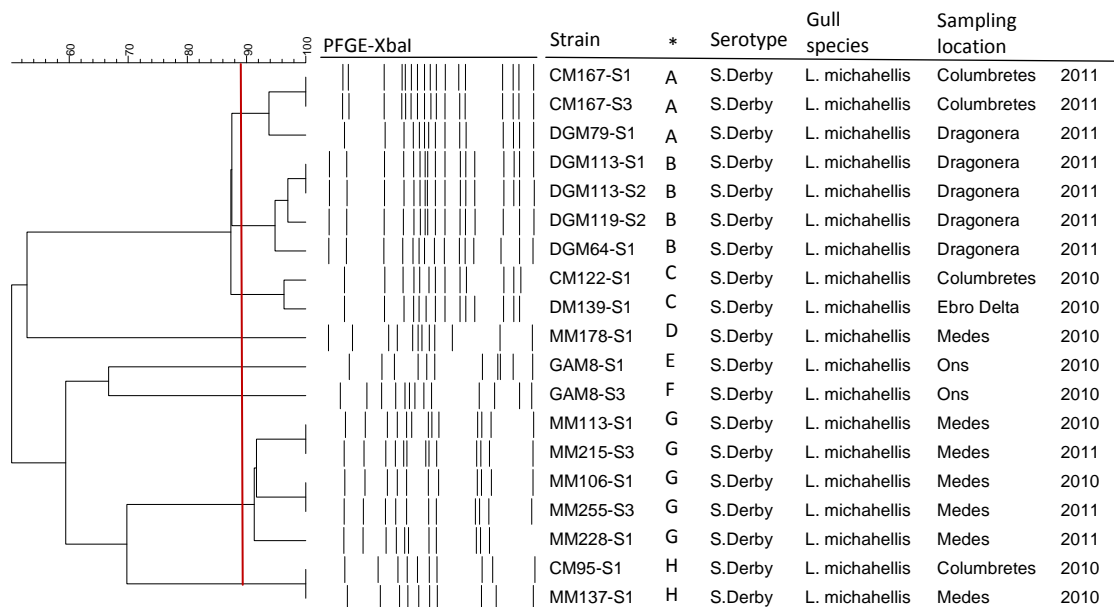 60 70 80 90 100
PFGE-XbaI Strain * Serotype Gull species Sampling location
CM167-S1 A S.Derby L. michahellis Columbretes 2011
CM167-S3 A S.Derby L. michahellis Columbretes 2011
DGM79-S1 A S.Derby L. michahellis Dragonera 2011
DGM113-S1 B S.Derby L. michahellis Dragonera 2011
DGM113-S2 B S.Derby L. michahellis Dragonera 2011
DGM119-S2 B S.Derby L. michahellis Dragonera 2011
DGM64-S1 B S.Derby L. michahellis Dragonera 2011
CM122-S1 C S.Derby L. michahellis Columbretes 2010
DM139-S1 C S.Derby L. michahellis Ebro Delta 2010
MM178-S1 D S.Derby L. michahellis Medes 2010
GAM8-S1 E S.Derby L. michahellis Ons 2010
GAM8-S3 F S.Derby L. michahellis Ons 2010
MM113-S1 G S.Derby L. michahellis Medes 2010
MM215-S3 G S.Derby L. michahellis Medes 2011
MM106-S1 G S.Derby L. michahellis Medes 2010
MM255-S3 G S.Derby L. michahellis Medes 2011
MM228-S1 G S.Derby L. michahellis Medes 2011
CM95-S1 H S.Derby L. michahellis Columbretes 2010
MM137-S1 H S.Derby L. michahellis Medes 2010